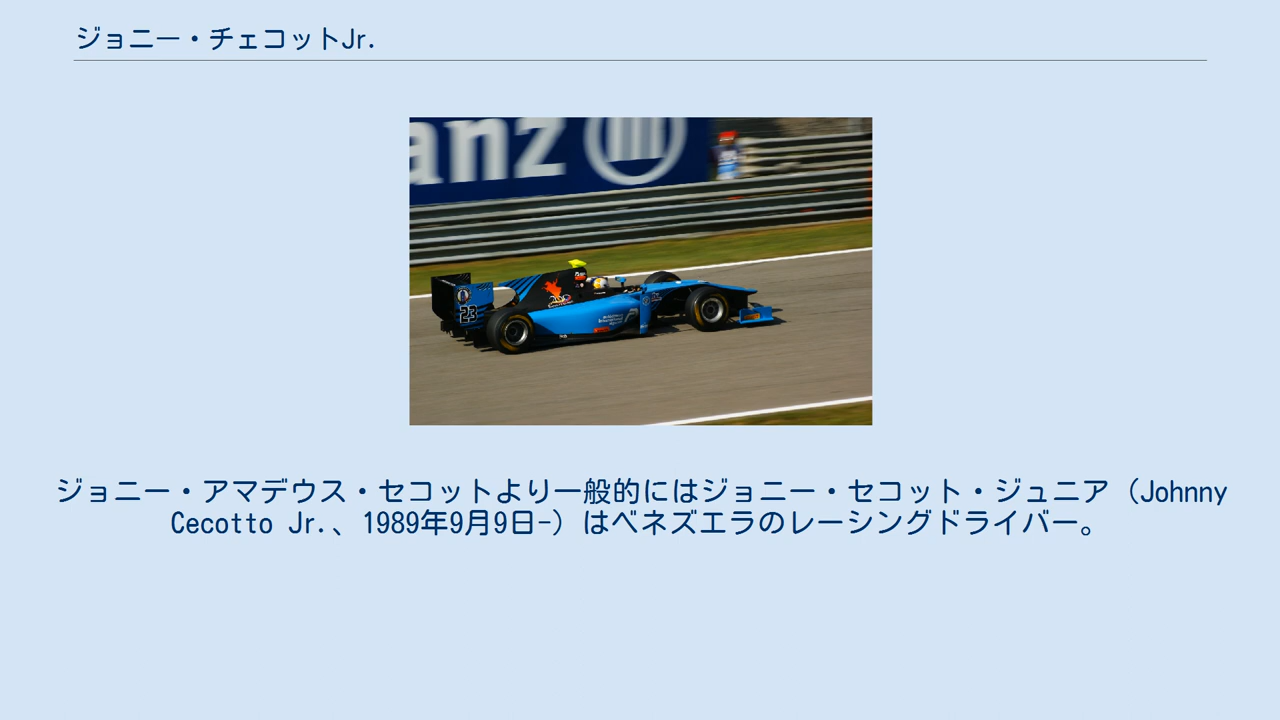 ジョニー・チェコットJr.
anz
23
ジョニー・アマデウス・セコットより一般的にはジョニー・セコット・ジュニア（Johnny
Cecotto Jr.、1989年9月9日-）はベネズエラのレーシングドライバー。